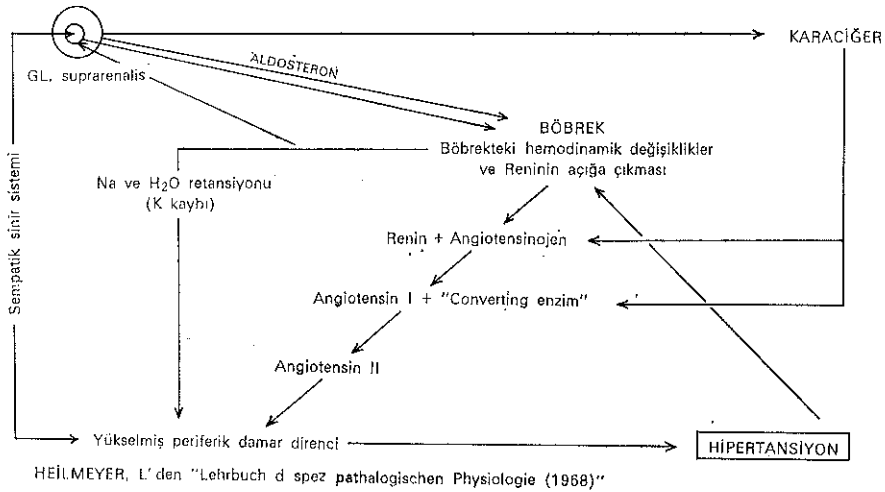 KARACİĞER
GL. suprarenalis
ALDOSTERON
BÖBREK
Böbrekteki hemodinamik değişiklikler
ve Reninin açığa çıkması
Na ve H₂O retansiyonu
(K kaybı)
Sempatik sinir sistemi
Renin + Angiotensinojen
Angiotensin I + "Converting enzim"
Angiotensin II
Yükselmiş periferik damar direnci
HİPERTANSİYON
HEİLMEYER, L'den "Lehrbuch d spez pathalogischen Physiologie (1968)"